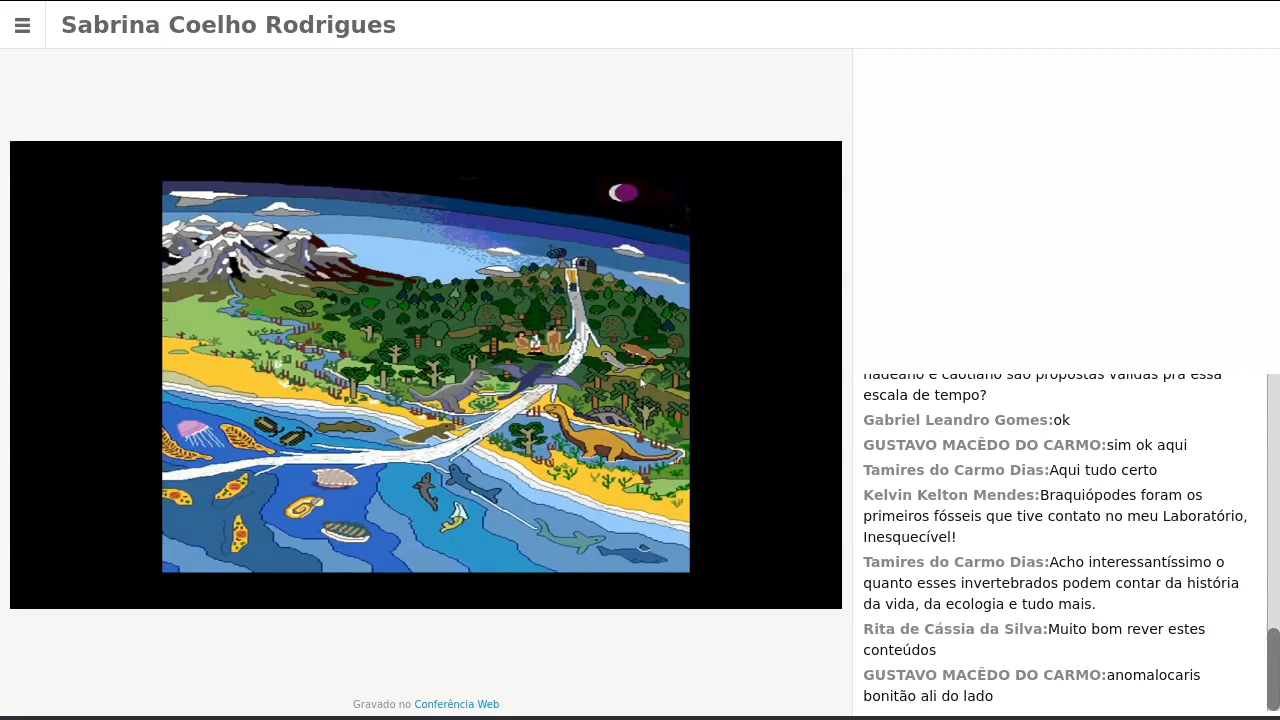 Sabrina Coelho Rodrigues
hadeano e caotiano são propostas válidas pra essa
escala de tempo?
Gabriel Leandro Gomes:ok
GUSTAVO MACÊDO DO CARMO:sim ok aqui
Tamires do Carmo Dias:Aqui tudo certo
Kelvin Kelton Mendes:Braquiópodes foram os
primeiros fósseis que tive contato no meu Laboratório,
Inesquecível!
Tamires do Carmo Dias:Acho interessantíssimo o
quanto esses invertebrados podem contar da história
da vida, da ecologia e tudo mais.
Rita de Cássia da Silva:Muito bom rever estes
conteúdos
GUSTAVO MACÊDO DO CARMO:anomalocaris
bonitão ali do lado
Gravado no Conferência Web